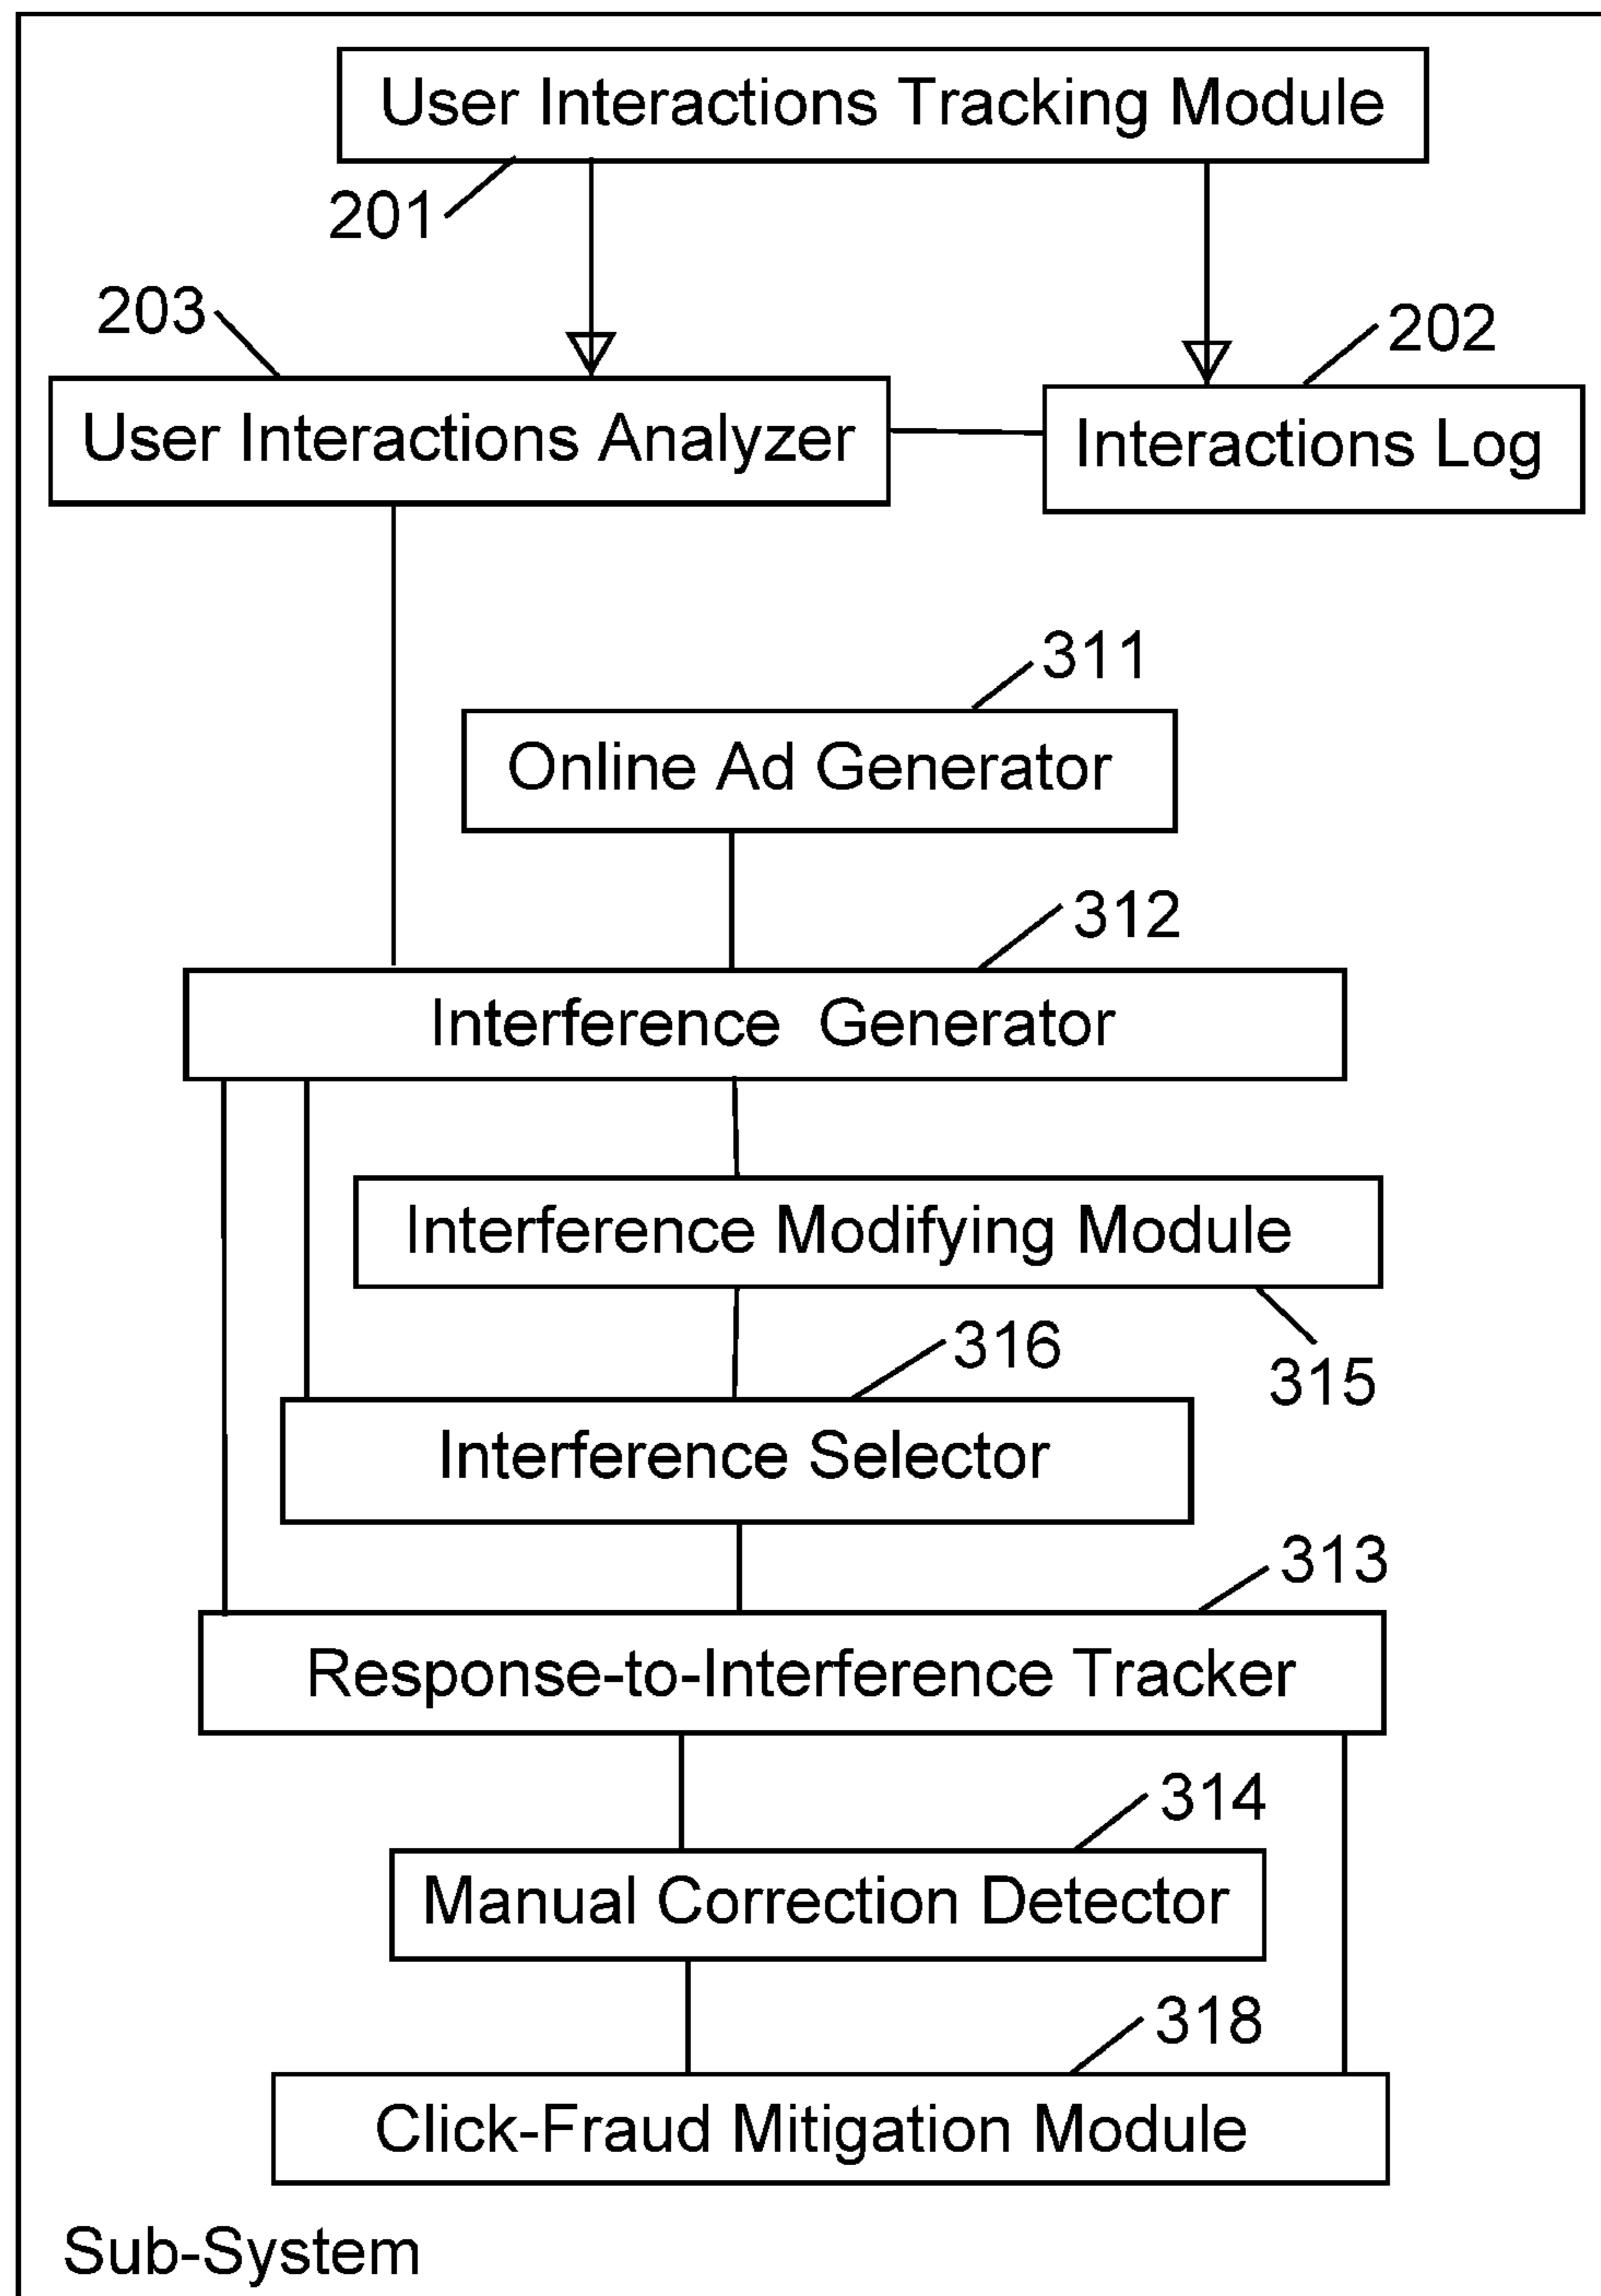 User Interactions Tracking Module
201
203
202
User Interactions Analyzer
Interactions Log
311
Online Ad Generator
312
Interference Generator
Interference Modifying Module
316
315
Interference Selector
313
Response-to-Interference Tracker
314
Manual Correction Detector
318
Click-Fraud Mitigation Module
Sub-System